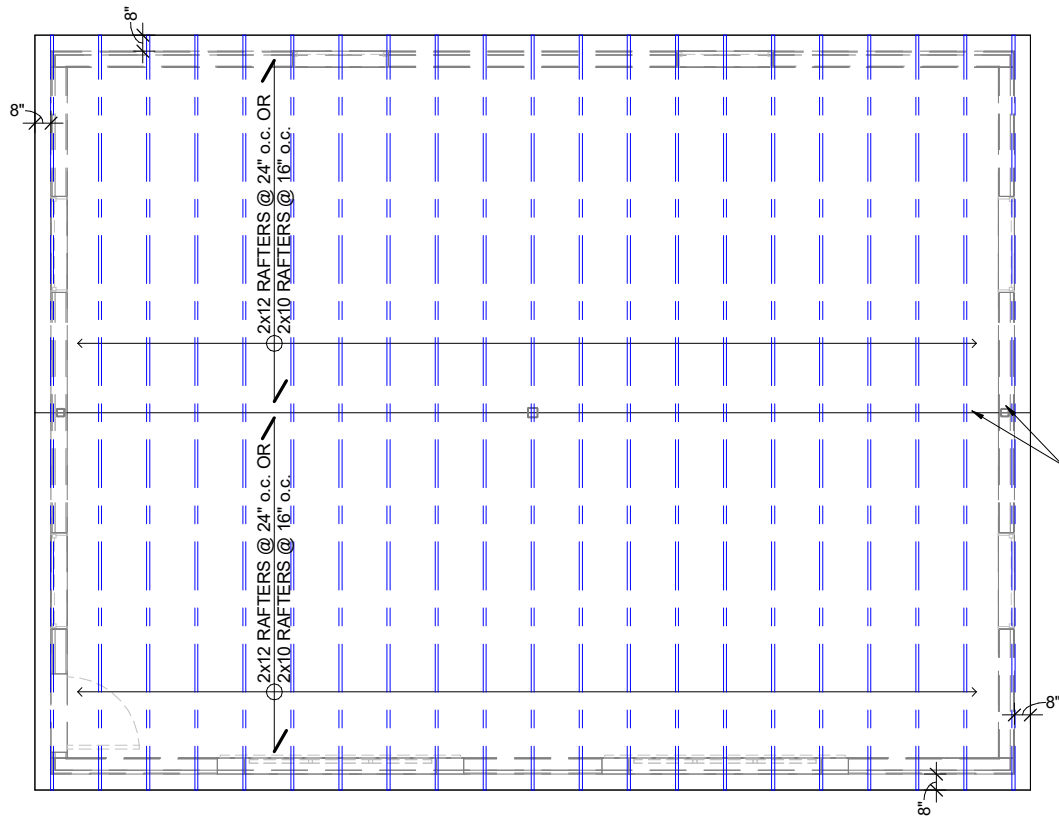 8"
8"
2x12 RAFTERS @ 24" o.c. OR
2x10 RAFTERS @ 16" o.c.
2x12 RAFTERS @ 24" o.c. OR
2x10 RAFTERS @ 16" o.c.
8"
8"